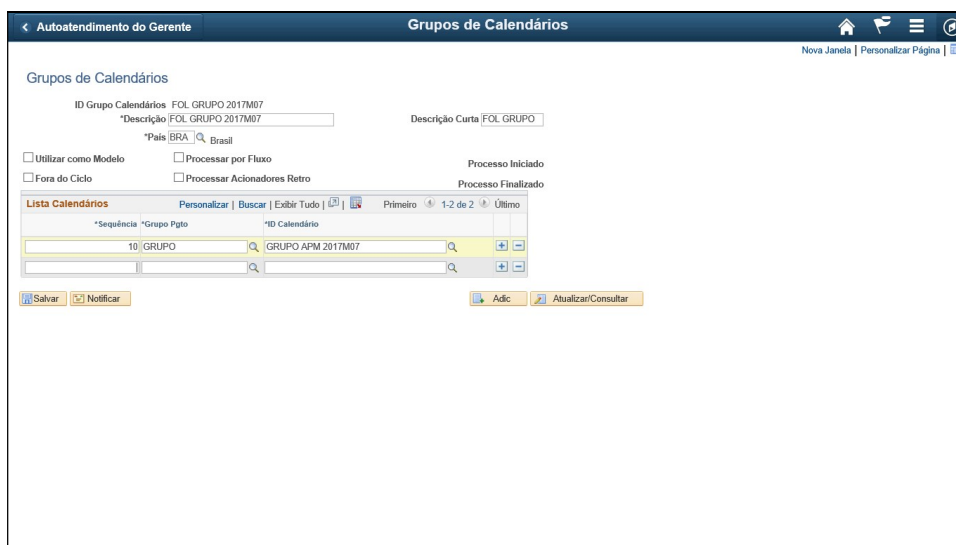 Autoatendimento do Gerente Grupos de Calendários
Nova Janela | Personalizar Página |
Grupos de Calendários
ID Grupo Calendários FOL GRUPO 2017M07
*Descrição FOL GRUPO 2017M07 Descrição Curta FOL GRUPO
*País BRA Brasil
Utilizar como Modelo Processar por Fluxo Processo Iniciado
Fora do Ciclo Processar Acionadores Retro Processo Finalizado
Lista Calendários Personalizar | Buscar | Exibir Tudo | | Primeiro 1-2 de 2 Último
*Sequência *Grupo Pgto *ID Calendário
10 GRUPO GRUPO APM 2017M07
Salvar Notificar Adic Atualizar/Consultar